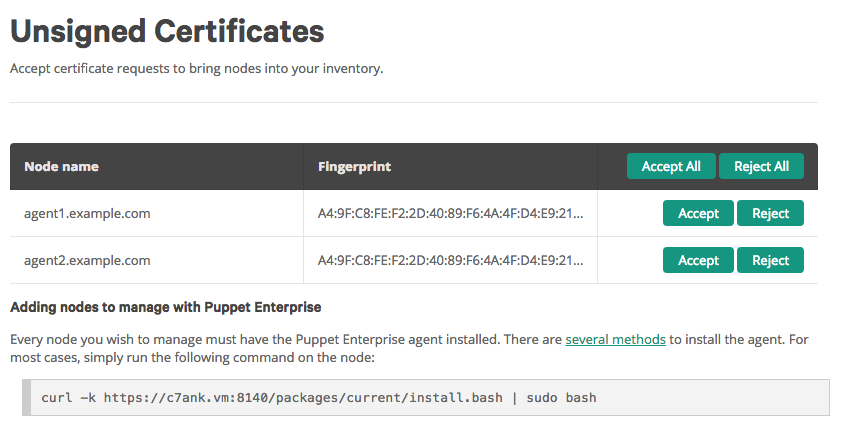 Unsigned Certificates
Accept certificate requests to bring nodes into your inventory.
Node name Fingerprint Accept All Reject All
agent1.example.com A4:9F:C8:FE:F2:2D:40:89:F6:4A:4F:D4:E9:21... Accept Reject
agent2.example.com A4:9F:C8:FE:F2:2D:40:89:F6:4A:4F:D4:E9:21... Accept Reject
Adding nodes to manage with Puppet Enterprise
Every node you wish to manage must have the Puppet Enterprise agent installed. There are several methods to install the agent. For
most cases, simply run the following command on the node:
curl -k https://c7ank.vm:8140/packages/current/install.bash | sudo bash